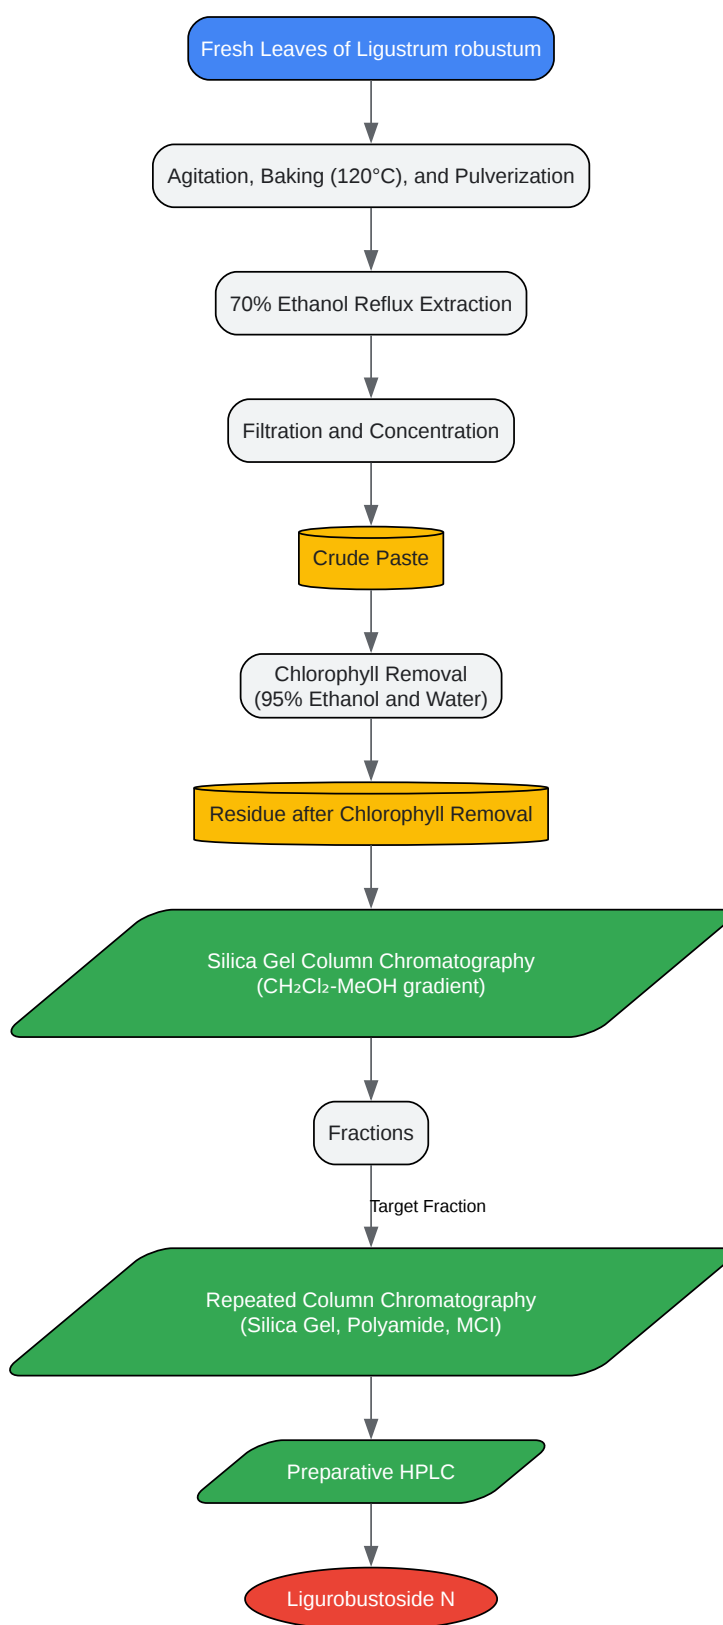 Fresh Leaves of Ligustrum robustum
Agitation, Baking (120°C), and Pulverization
70% Ethanol Reflux Extraction
Filtration and Concentration
Crude Paste
Chlorophyll Removal
(95% Ethanol and Water)
Residue after Chlorophyll Removal
Silica Gel Column Chromatography
(CH₂Cl₂-MeOH gradient)
Fractions
Target Fraction
Repeated Column Chromatography
(Silica Gel, Polyamide, MCI)
Preparative HPLC
Ligurobustoside N